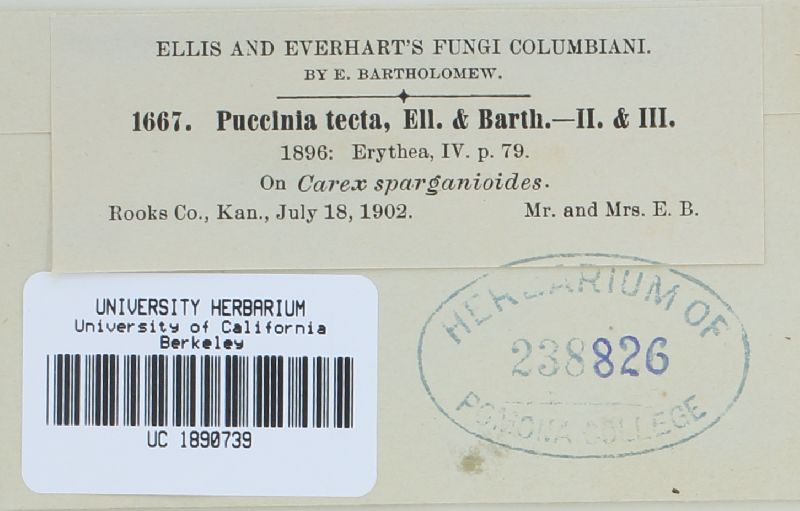 ELLIS AND EVERHART'S FUNGI COLUMBIANI.
BY E. BARTHOLOMEW.
1667. Puccinia tecta, Ell. & Barth.—II. & III.
1896: Erythea, IV. p. 79.
On Carex sparganioides.
Rooks Co., Kan., July 18, 1902. Mr. and Mrs. E. B.
UNIVERSITY HERBARIUM
University of California
Berkeley
UC 1890739
HERBARIUM OF
238826
POMONA COLLEGE